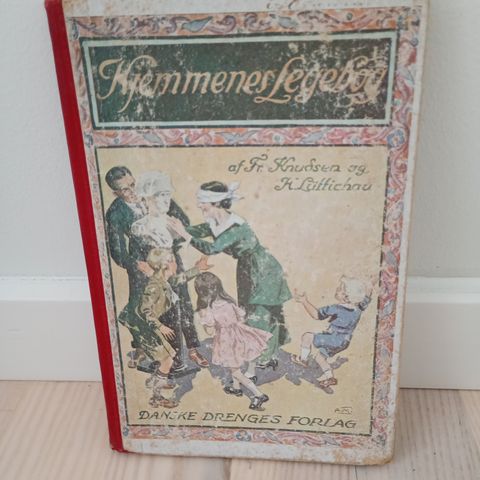 Hjemmenes Legebog
af Fr. Knudsen og
H. Lüttichau
DANSKE DRENGES FORLAG